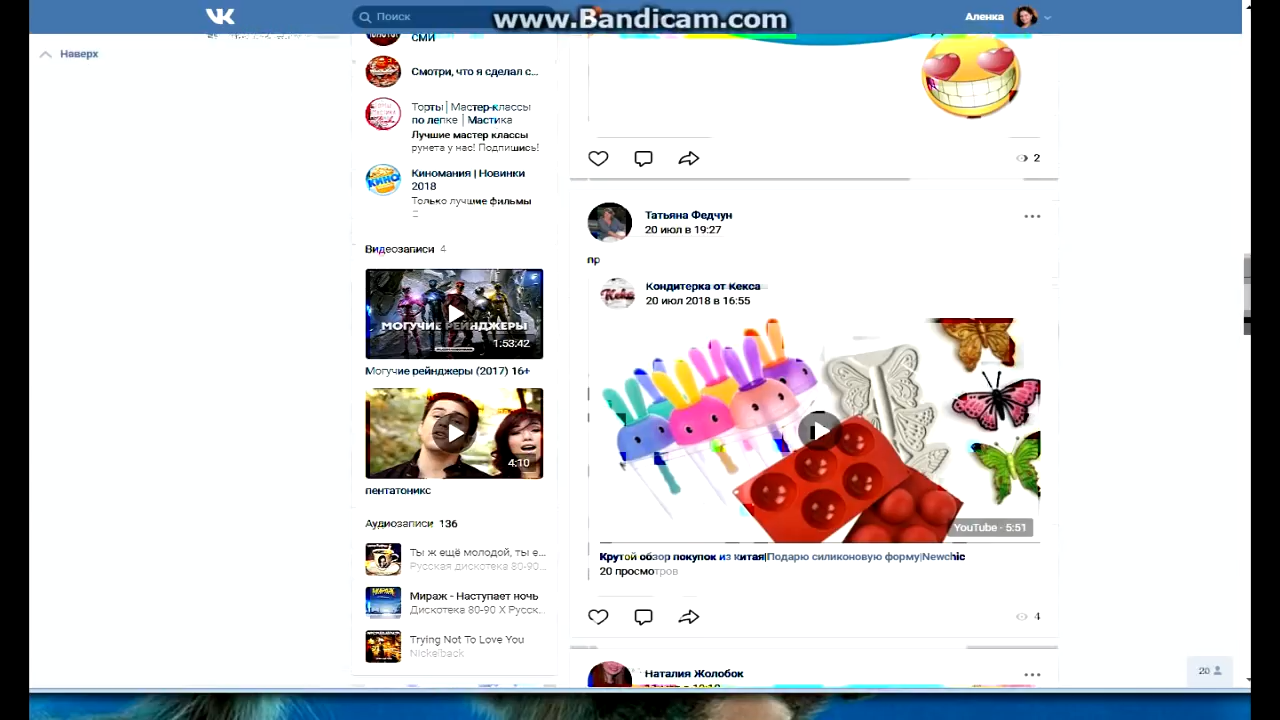 Поиск
www.Bandicam.com
Аленка
Наверх
СМИ
Смотри, что я сделал с...
Торты | Мастер-классы
по лепке | Мастика
Лучшие мастер классы
рунета у нас! Подпишись!
КИНО
Киномания | Новинки
2018
Только лучшие фильмы
Видеозаписи 4
МОГУЧИЕ РЕЙНДЖЕРЫ
1:53:42
Могучие рейнджеры (2017) 16+
4:10
пентатоникс
Аудиозаписи 136
Ты ж ещё молодой, ты е...
Русская дискотека 80-90...
Мираж - Наступает ночь
Дискотека 80-90 X Русск...
Trying Not To Love You
Nickelback
2
Татьяна Федчун
20 июл в 19:27
пр
Кондитерка от Кекса
20 июл 2018 в 16:55
YouTube · 5:51
Крутой обзор покупок из китая|Подарю силиконовую форму|Newchic
20 просмотров
4
Наталия Жолобок
20